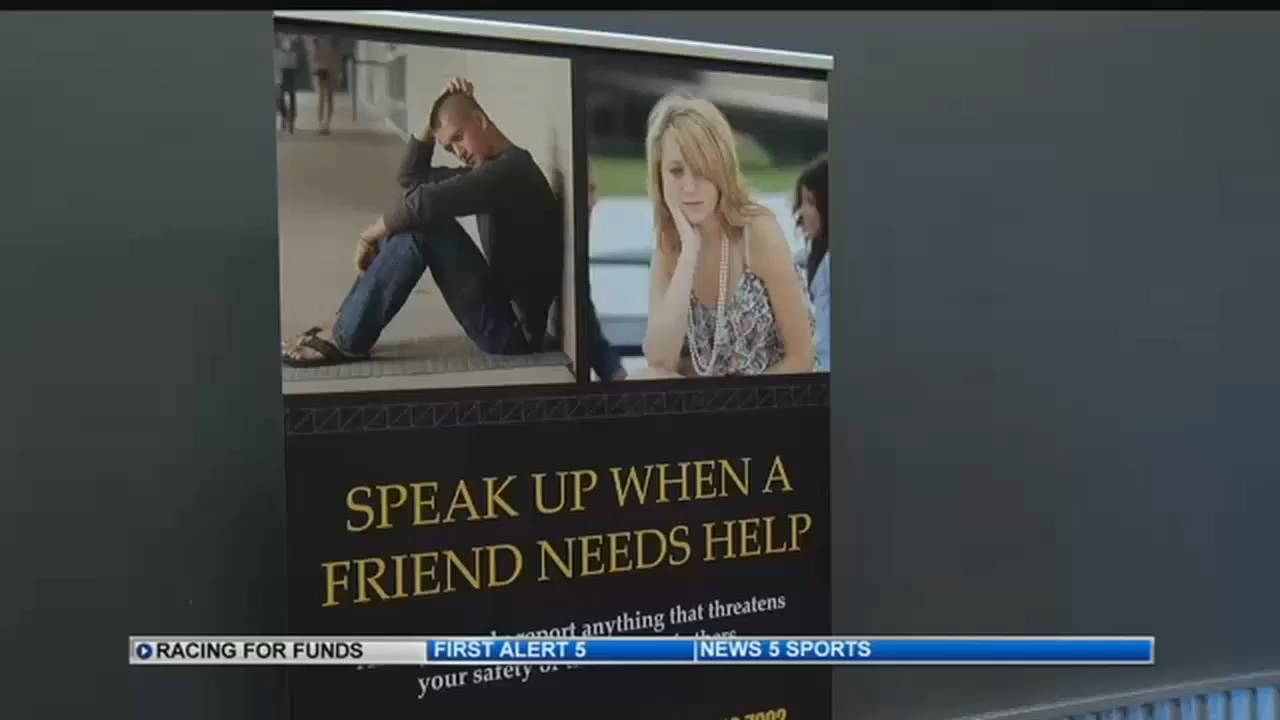 SPEAK UP WHEN A
FRIEND NEEDS HELP
report anything that threatens
your safety
RACING FOR FUNDS
FIRST ALERT 5
NEWS 5 SPORTS